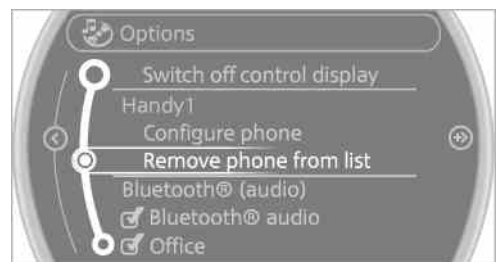 Options
Switch off control display
Handy1
Configure phone
Remove phone from list
Bluetooth® (audio)
Bluetooth® audio
Office